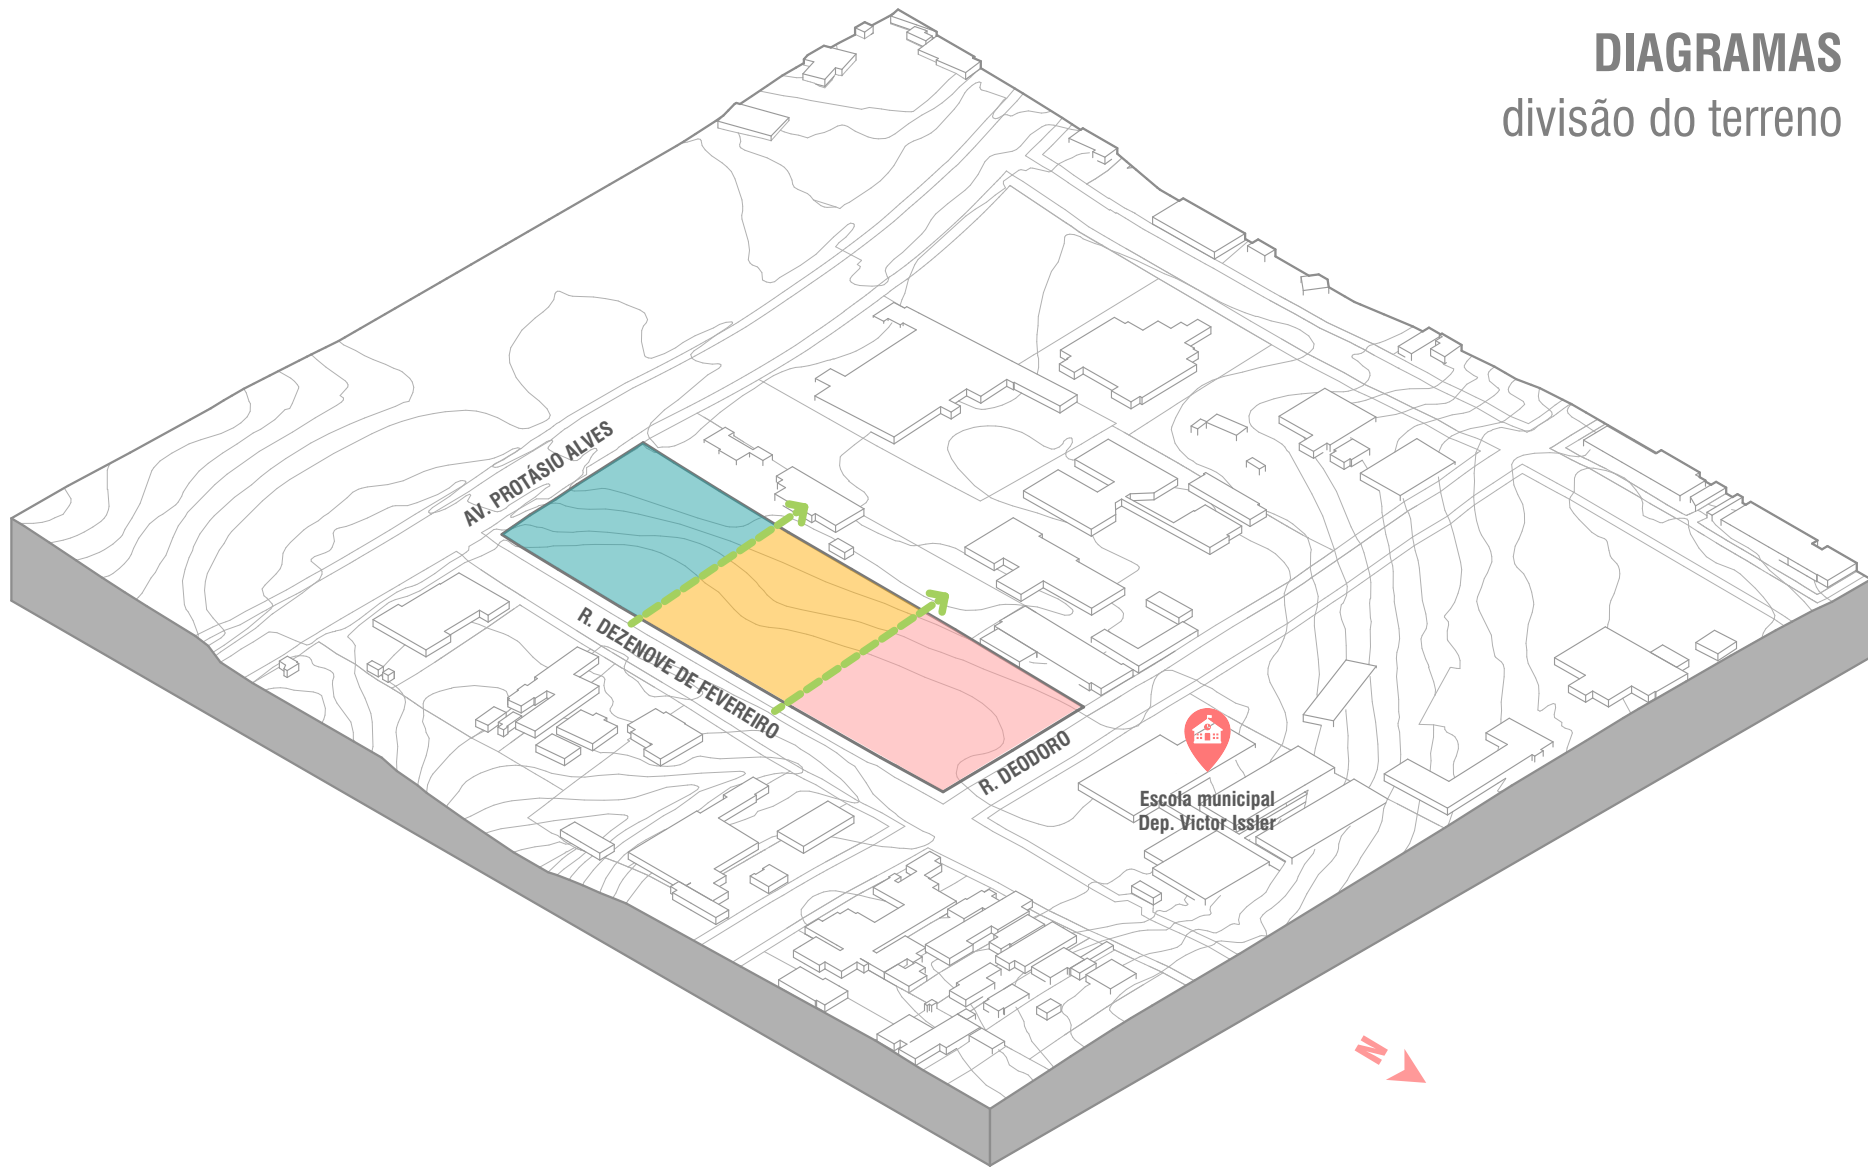 DIAGRAMAS
divisão do terreno
AV. PROTÁSIO ALVES
R. DEZENOVE DE FEVEREIRO
R. DEODORO
Escola municipal
Dep. Victor Issler
N